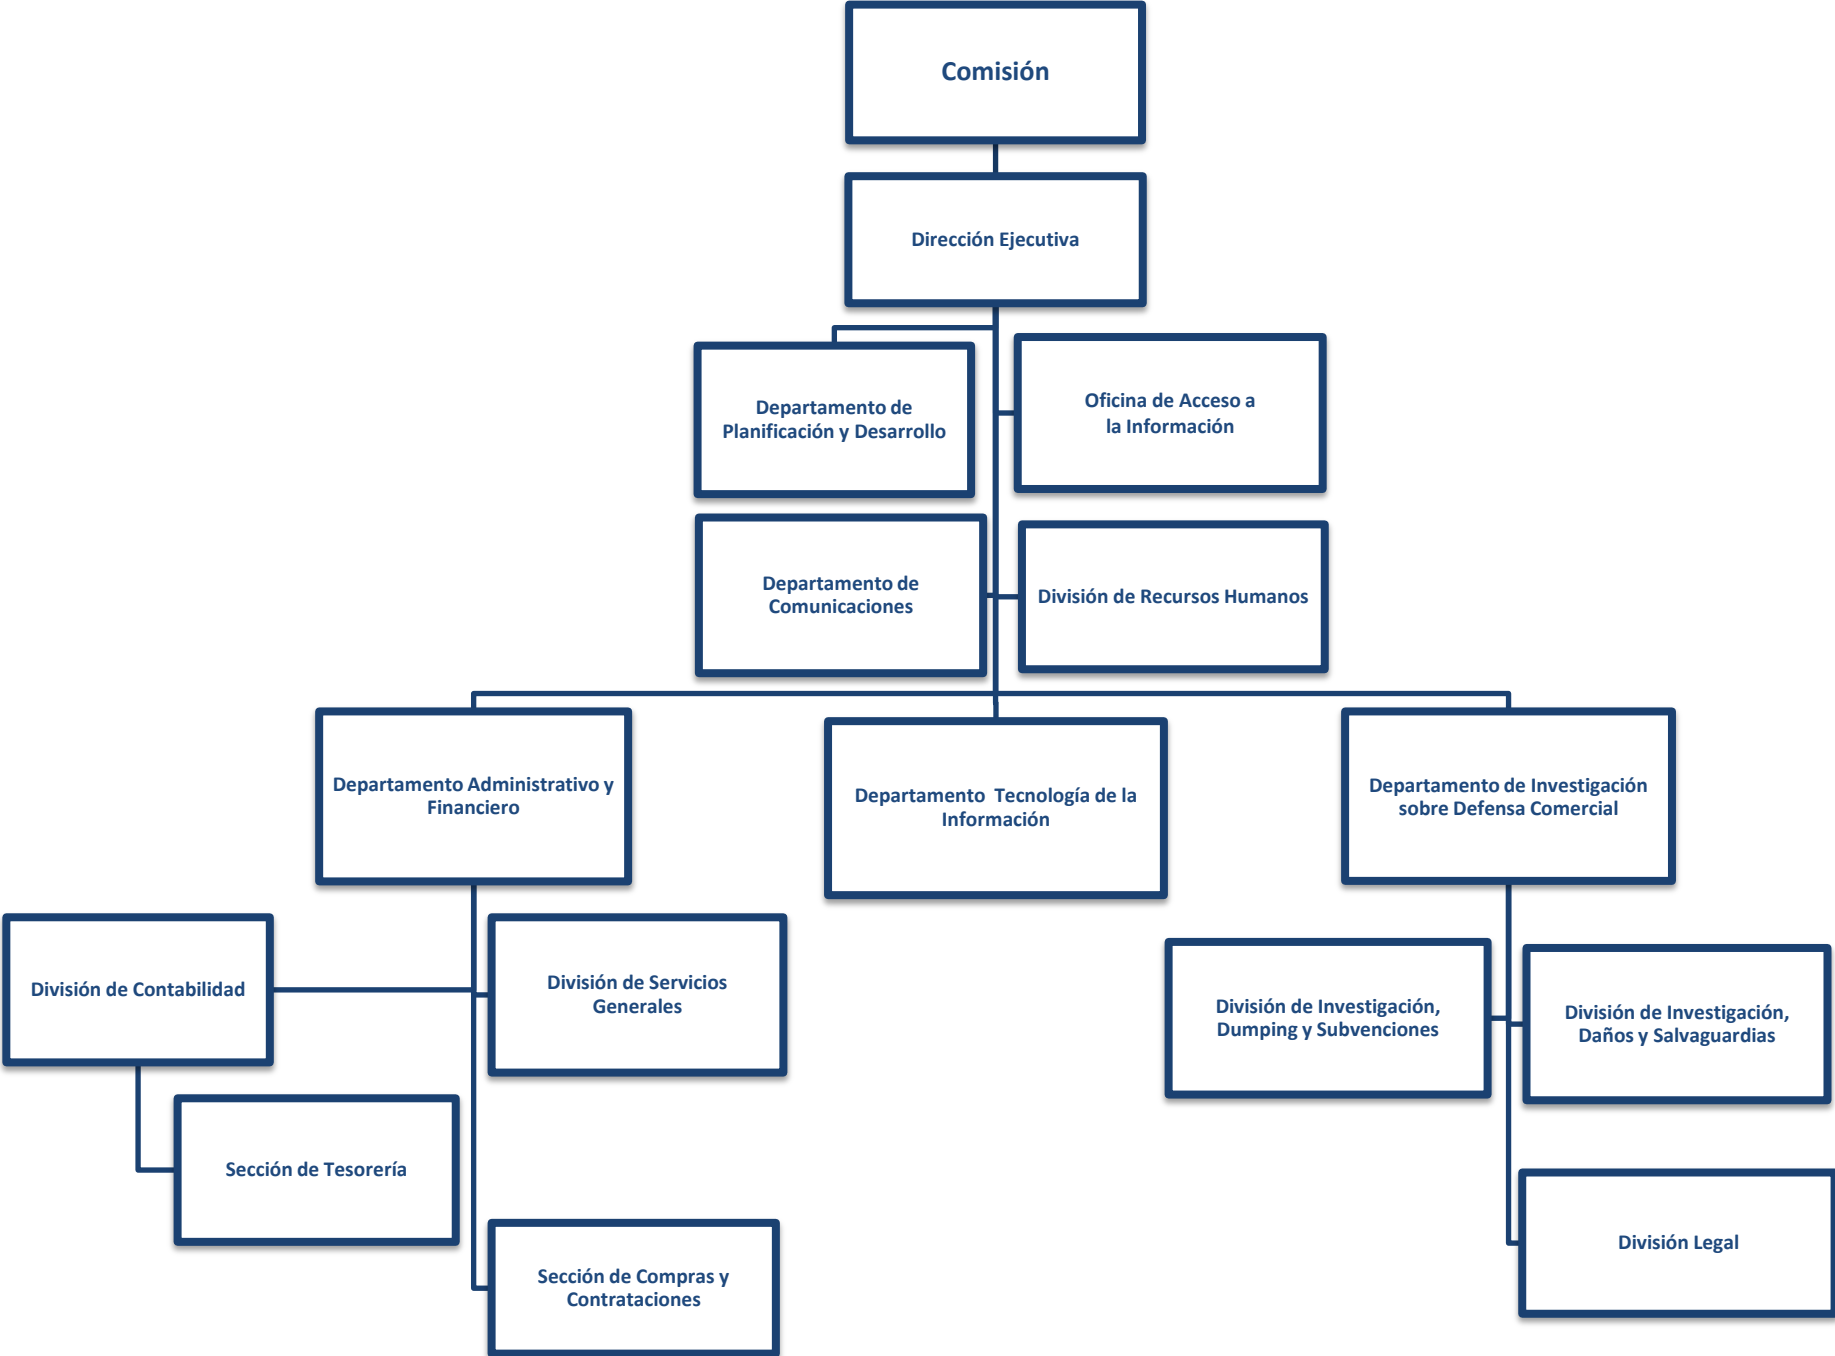 Comisión
Dirección Ejecutiva
Departamento de
Planificación y Desarrollo
Oficina de Acceso a
la Información
Departamento de
Comunicaciones
División de Recursos Humanos
Departamento Administrativo y
Financiero
Departamento Tecnología de la
Información
Departamento de Investigación
sobre Defensa Comercial
División de Contabilidad
División de Servicios
Generales
División de Investigación,
Dumping y Subvenciones
División de Investigación,
Daños y Salvaguardias
Sección de Tesorería
Sección de Compras y
Contrataciones
División Legal